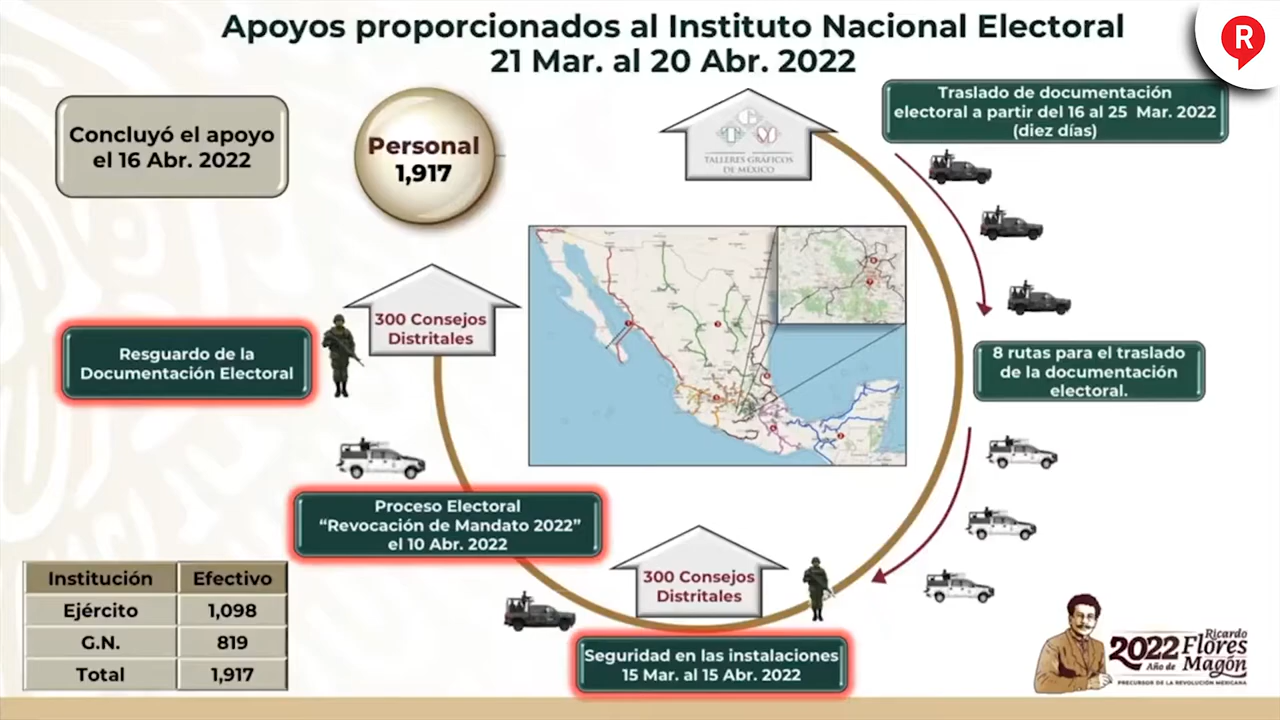 Apoyos proporcionados al Instituto Nacional Electoral
21 Mar. al 20 Abr. 2022
R
Concluyó el apoyo
el 16 Abr. 2022
Personal
1,917
TGM
TALLERES GRÁFICOS
DE MÉXICO
Traslado de documentación
electoral a partir del 16 al 25 Mar. 2022
(diez días)
300 Consejos
Distritales
Resguardo de la
Documentación Electoral
8 rutas para el traslado
de la documentación
electoral.
Proceso Electoral
“Revocación de Mandato 2022”
el 10 Abr. 2022
300 Consejos
Distritales
Seguridad en las instalaciones
15 Mar. al 15 Abr. 2022
Institución Efectivo
Ejército 1,098
G.N. 819
Total 1,917
2022 Ricardo
Año de Flores
Magón
PRECURSOR DE LA REVOLUCIÓN MEXICANA